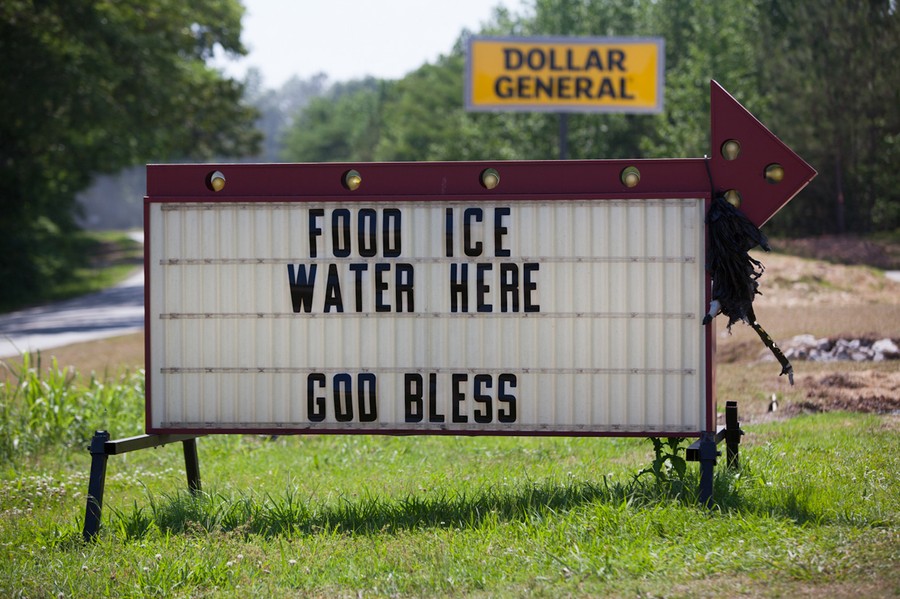 DOLLAR
GENERAL
FOOD ICE
WATER HERE
GOD BLESS